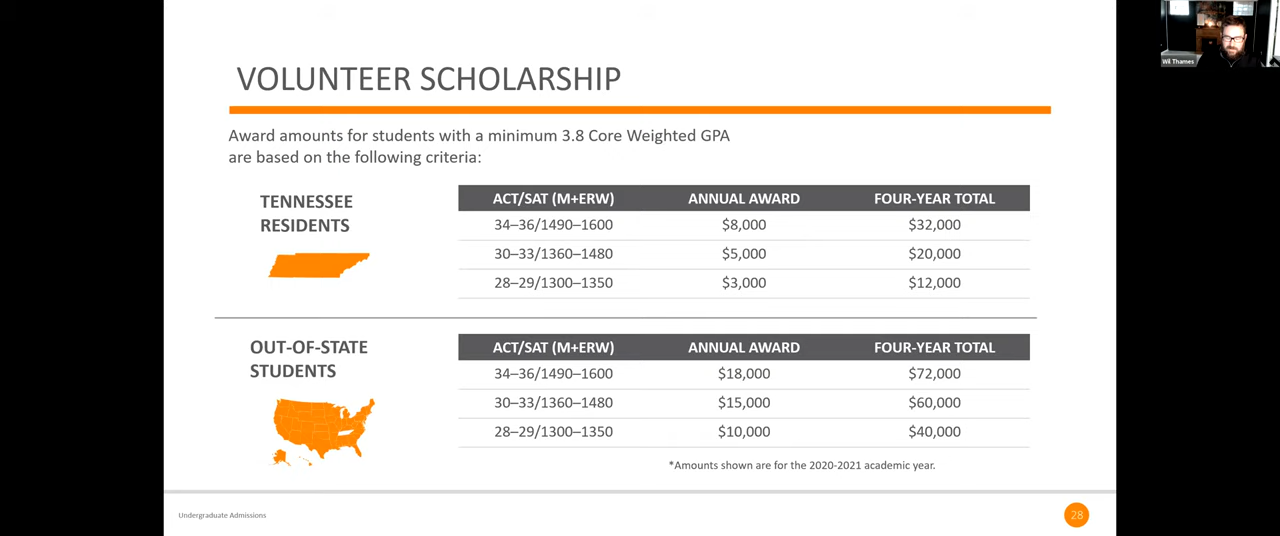 Wil Thames
VOLUNTEER SCHOLARSHIP
Award amounts for students with a minimum 3.8 Core Weighted GPA
are based on the following criteria:
TENNESSEE
RESIDENTS
ACT/SAT (M+ERW) ANNUAL AWARD FOUR-YEAR TOTAL
34–36/1490–1600 $8,000 $32,000
30–33/1360–1480 $5,000 $20,000
28–29/1300–1350 $3,000 $12,000
OUT-OF-STATE
STUDENTS
ACT/SAT (M+ERW) ANNUAL AWARD FOUR-YEAR TOTAL
34–36/1490–1600 $18,000 $72,000
30–33/1360–1480 $15,000 $60,000
28–29/1300–1350 $10,000 $40,000
*Amounts shown are for the 2020-2021 academic year.
Undergraduate Admissions
28